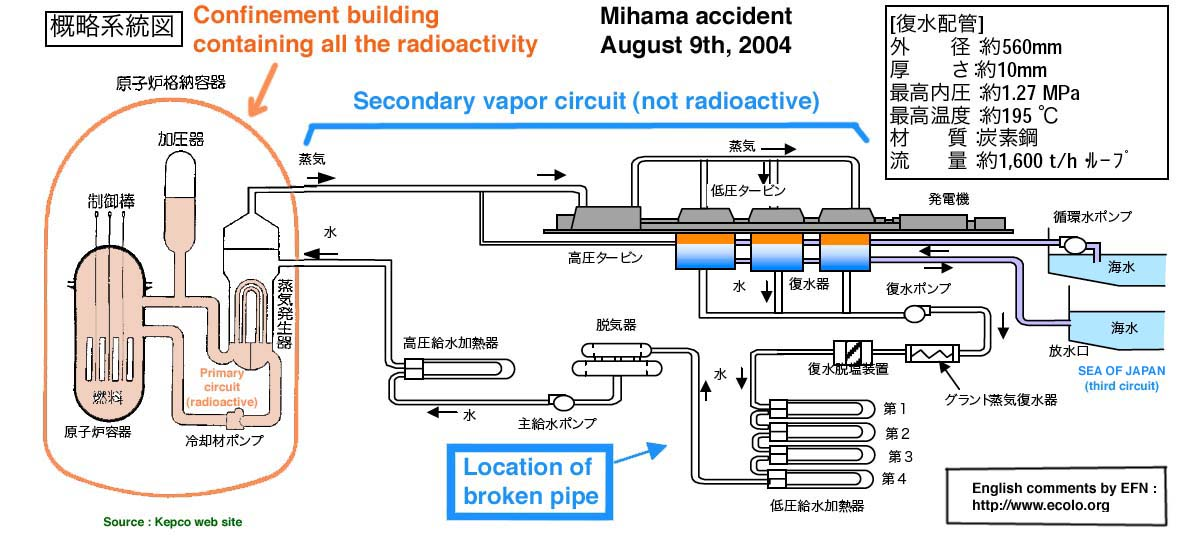 概略系統図
Confinement building
containing all the radioactivity
Mihama accident
August 9th, 2004
[復水配管]
外 径:約560mm
厚 さ:約10mm
最高内圧:約1.27 MPa
最高温度:約195 ℃
材 質:炭素鋼
流 量:約1,600 t/h・ﾙｰﾌﾟ
Secondary vapor circuit (not radioactive)
原子炉格納容器
加圧器
制御棒
蒸気
水
蒸気発生器
Primary
circuit
(radioactive)
燃料
原子炉容器
冷却材ポンプ
蒸気
低圧タービン
発電機
高圧タービン
循環水ポンプ
海水
水
復水器
復水ポンプ
海水
放水口
SEA OF JAPAN
(third circuit)
脱気器
高圧給水加熱器
水
主給水ポンプ
水
復水脱塩装置
グランド蒸気復水器
第1
第2
第3
第4
低圧給水加熱器
Location of
broken pipe
English comments by EFN :
http://www.ecolo.org
Source : Kepco web site